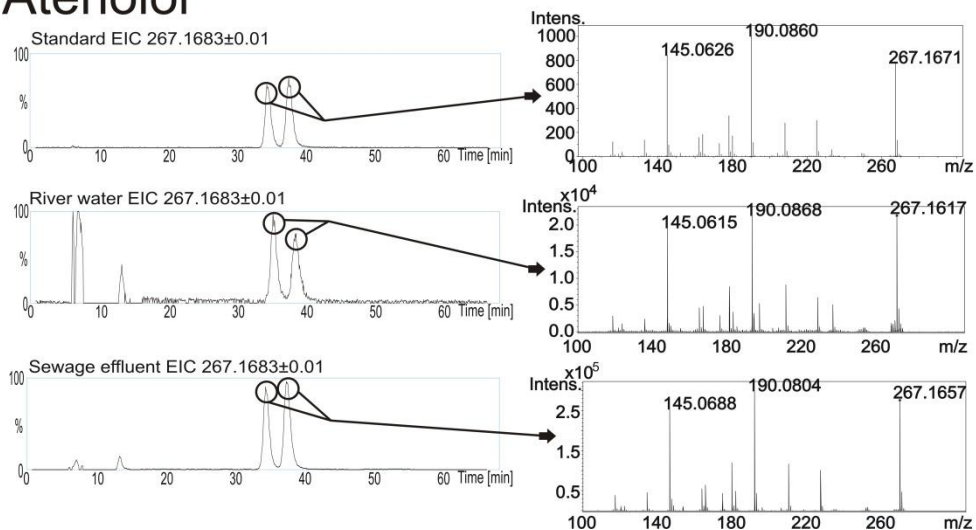 Atenolol
Standard EIC 267.1683±0.01
100
%
0
0 10 20 30 40 50 60 Time [min]
Intens.
1000
800
600
400
200
0
145.0626
190.0860
267.1671
100 140 180 220 260 m/z
River water EIC 267.1683±0.01
100
%
0
0 10 20 30 40 50 60 Time [min]
x10⁴
Intens.
2.0
1.5
1.0
0.5
0.0
145.0615
190.0868
267.1617
100 140 180 220 260 m/z
Sewage effluent EIC 267.1683±0.01
100
%
0
0 10 20 30 40 50 60 Time [min]
x10⁵
Intens.
2.5
1.5
0.5
145.0688
190.0804
267.1657
100 140 180 220 260 m/z